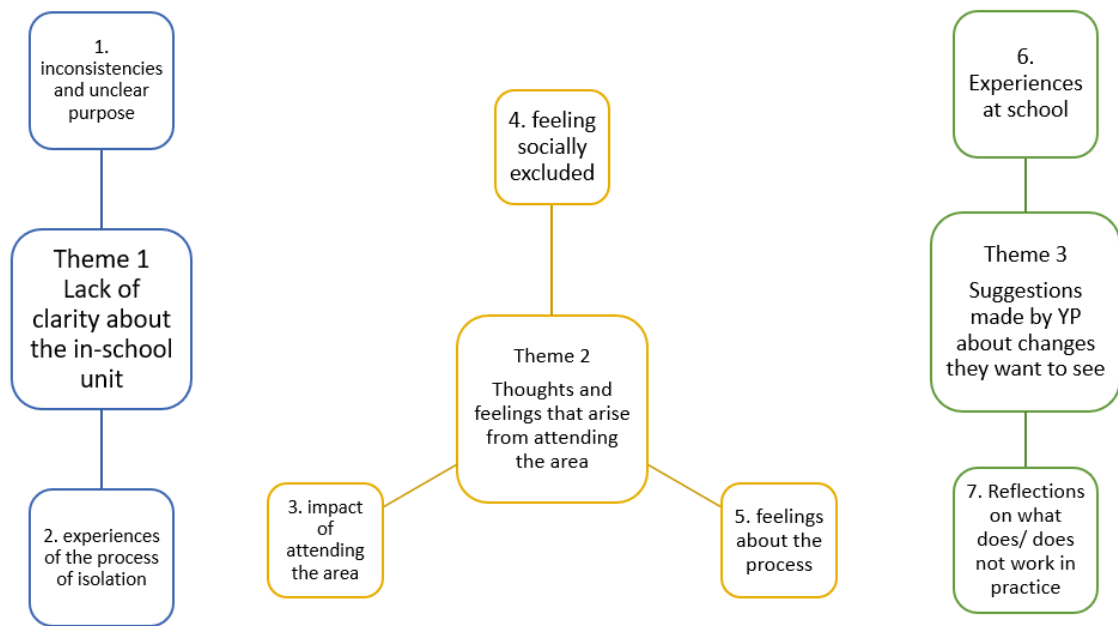 1.
inconsistencies
and unclear
purpose
Theme 1
Lack of
clarity about
the in-school
unit
2. experiences
of the process
of isolation
4. feeling
socially
excluded
Theme 2
Thoughts and
feelings that arise
from attending
the area
3. impact
of
attending
the area
5. feelings
about the
process
6.
Experiences
at school
Theme 3
Suggestions
made by YP
about changes
they want to see
7. Reflections
on what
does/ does
not work in
practice